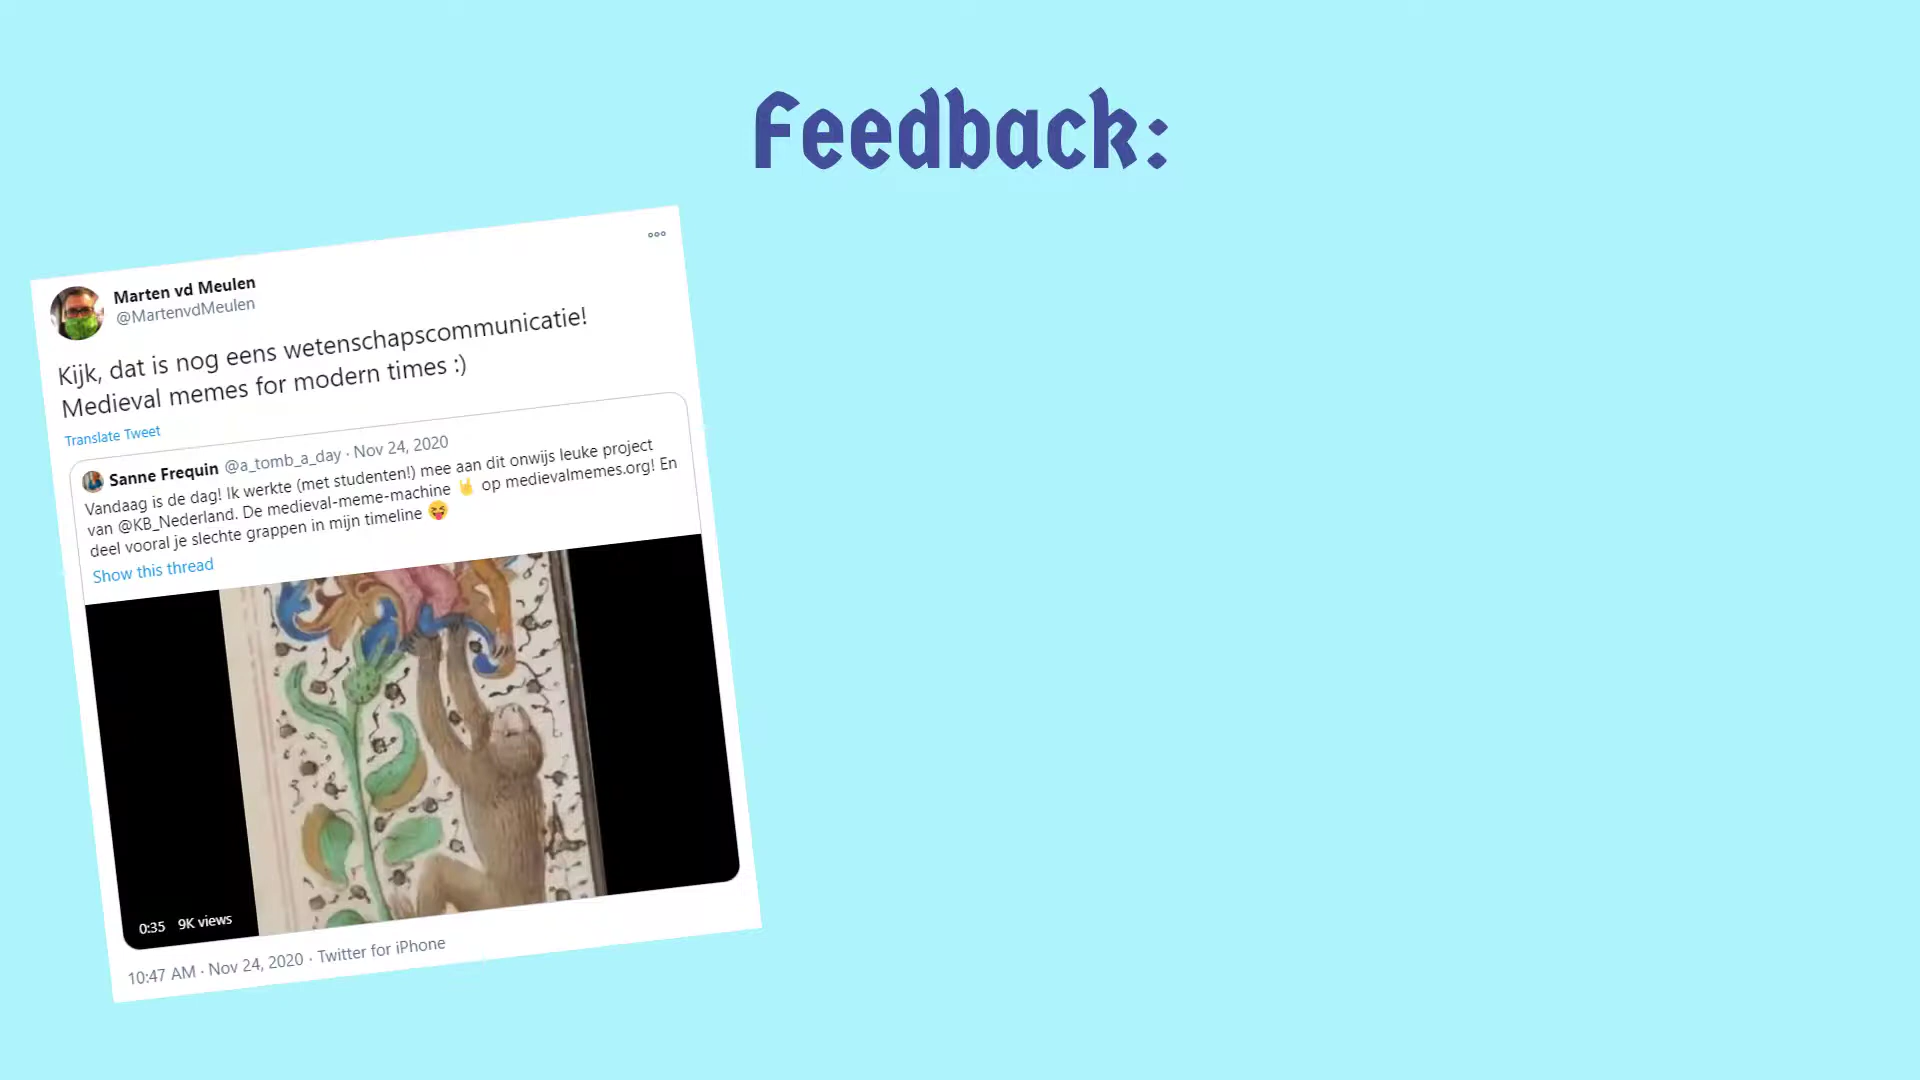 Feedback:
Marten vd Meulen
@MartenvdMeulen
Kijk, dat is nog eens wetenschapscommunicatie!
Medieval memes for modern times :)
Translate Tweet
Sanne Frequin @a_tomb_a_day · Nov 24, 2020
Vandaag is de dag! Ik werkte (met studenten!) mee aan dit onwijs leuke project
van @KB_Nederland. De medieval-meme-machine 🤘 op medievalmemes.org! En
deel vooral je slechte grappen in mijn timeline 😝
Show this thread
0:35 9K views
10:47 AM · Nov 24, 2020 · Twitter for iPhone